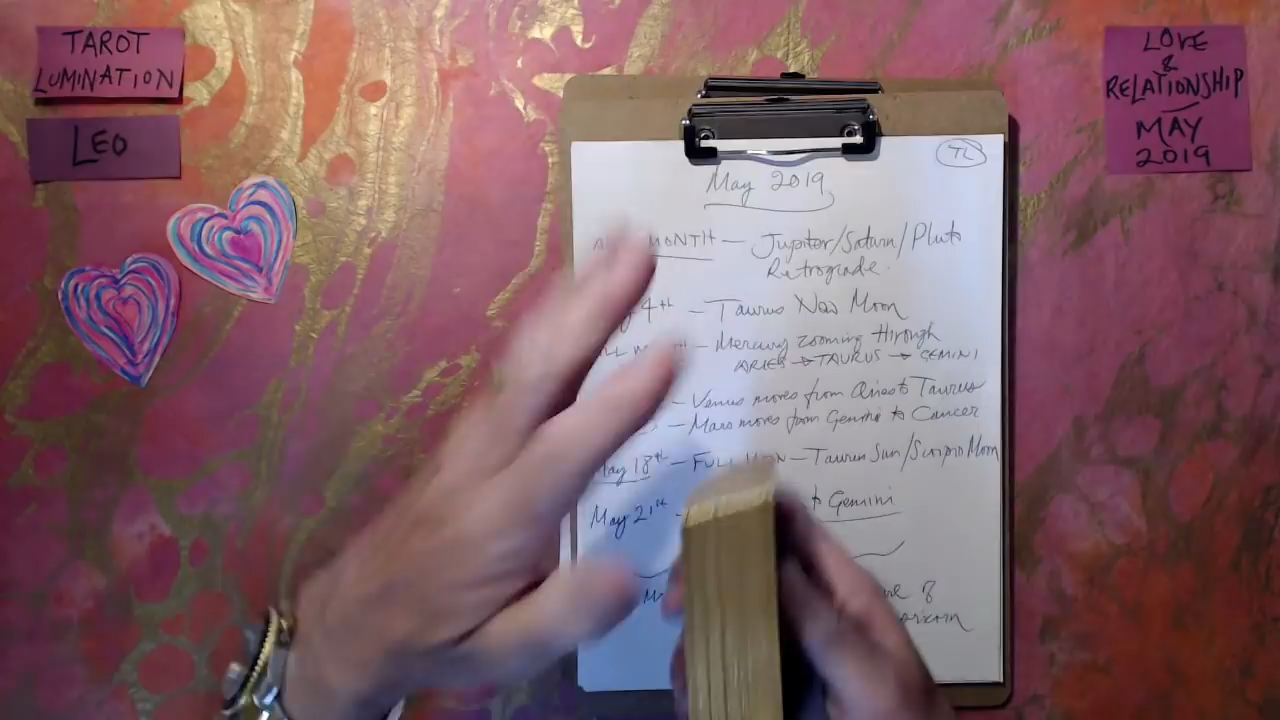 TAROT
LUMINATION
LEO
LOVE
&
RELATIONSHIP
MAY
2019
TL
May 2019
MONTH — Jupiter/Saturn/Pluto
Retrograde.
4th — Taurus New Moon
— Mercury zooming through
ARIES → TAURUS → GEMINI
— Venus moves from Aries to Taurus
— Mars moves from Gemini to Cancer
May 18th — FULL MOON — Taurus Sun/Scorpio Moon
May 21st - to Gemini